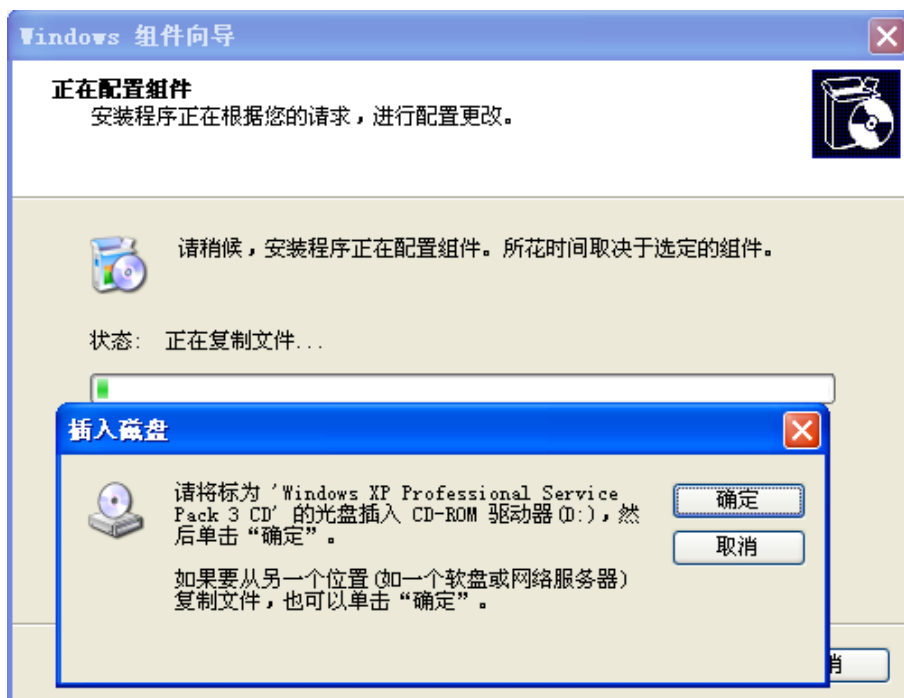 Windows 组件向导
正在配置组件
安装程序正在根据您的请求，进行配置更改。
请稍候，安装程序正在配置组件。所花时间取决于选定的组件。
状态: 正在复制文件...
插入磁盘
请将标为 'Windows XP Professional Service
Pack 3 CD' 的光盘插入 CD-ROM 驱动器(D:)，然
后单击“确定”。
如果要从另一个位置(如一个软盘或网络服务器)
复制文件，也可以单击“确定”。
确定
取消